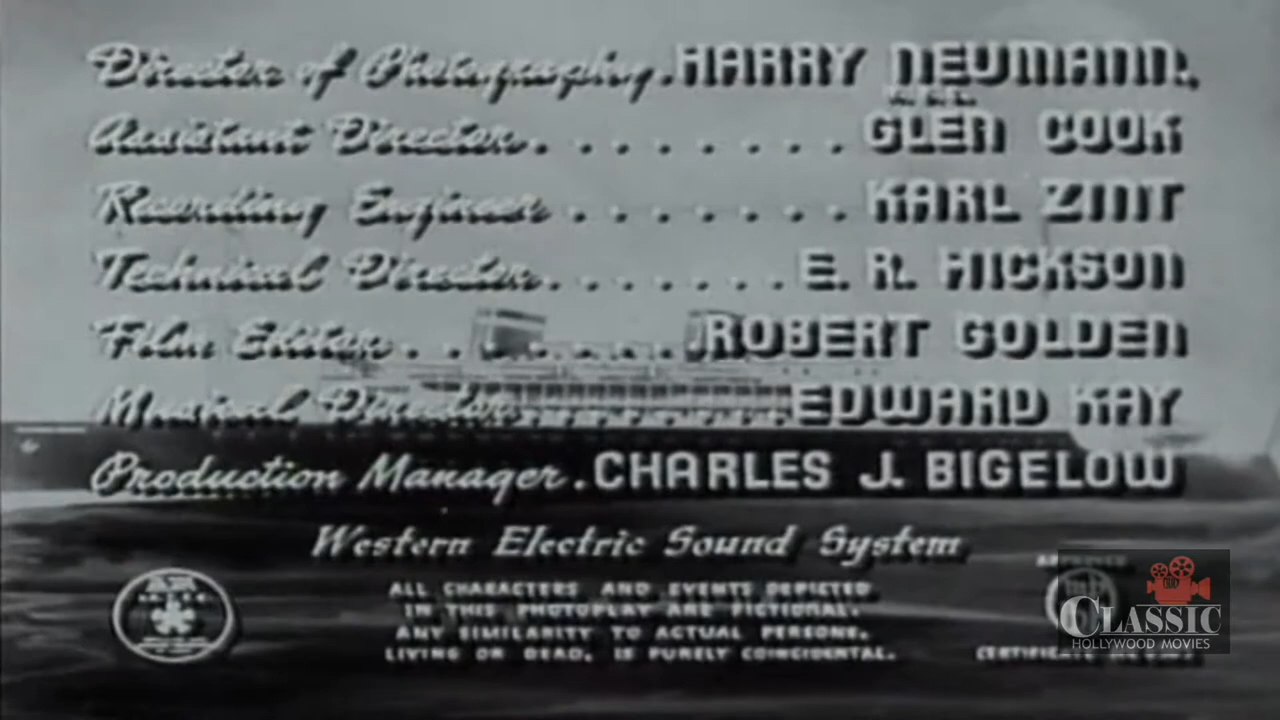 Director of Photography. HARRY NEUMANN,
A.S.C.
Assistant Director. . . . . . . . GLEN COOK
Recording Engineer . . . . . . . KARL ZINT
Technical Director. . . . . . . E. R. HICKSON
Film Editor. . . . . . . . ROBERT GOLDEN
Musical Director. . . . . . . . EDWARD KAY
Production Manager. CHARLES J. BIGELOW
Western Electric Sound System
ALL CHARACTERS AND EVENTS DEPICTED
IN THIS PHOTOPLAY ARE FICTIONAL.
ANY SIMILARITY TO ACTUAL PERSONS,
LIVING OR DEAD, IS PURELY COINCIDENTAL.
APPROVED
CLASSIC
HOLLYWOOD MOVIES
CERTIFICATE